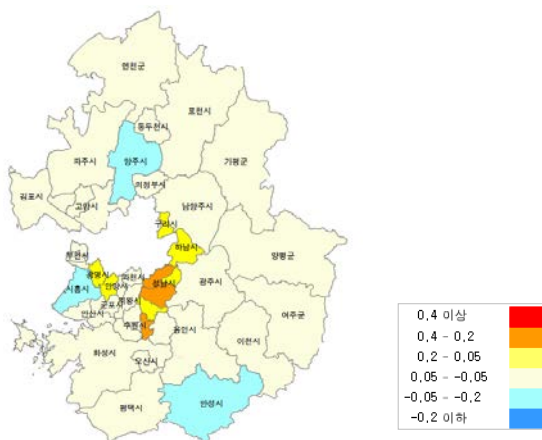 연천군
포천시
동두천시
파주시
양주시
가평군
의정부시
김포시
고양시
남양주시
구리시
하남시
양평군
부천시
광명시
과천시
성남시
광주시
시흥시
안양시
의왕시
군포시
안산시
수원시
용인시
이천시
여주군
화성시
오산시
평택시
안성시
0,4 이상
0,4 - 0,2
0,2 - 0,05
0,05 - -0,05
-0,05 - -0,2
-0,2 이하